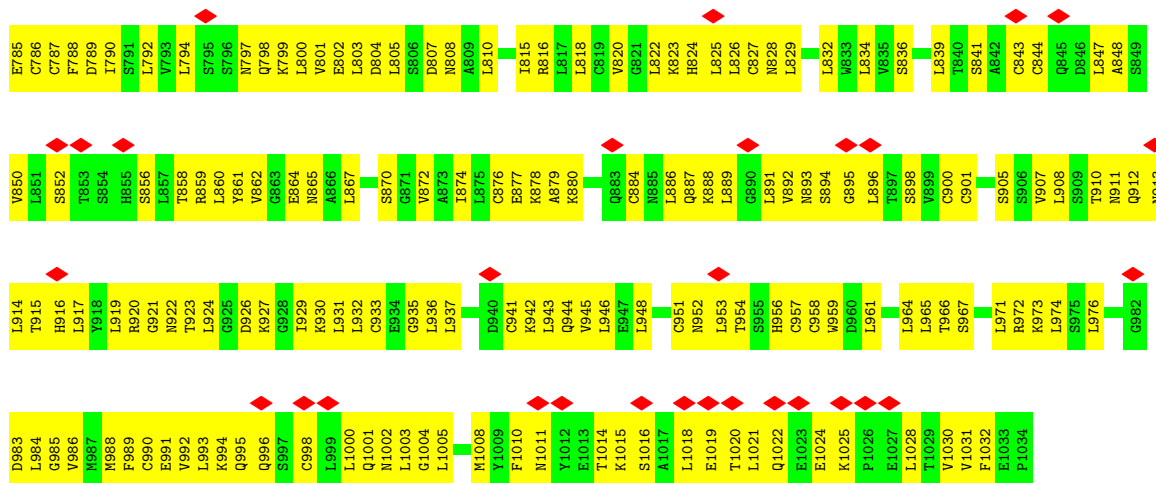 E785 C786 C787 F788 D789 I790 S791 L792 V793 L794 S795 S796 N797 Q798 K799 L800 V801 E802 L803 D804 L805 S806 D807 N808 A809 L810 I815 R816 L817 L818 C819 V820 G821 L822 K823 H824 L825 L826 C827 N828 L829 L832 W833 L834 V835 S836 L839 T840 S841 A842 C843 C844 Q845 D846 L847 A848 S849
V850 L851 S852 T853 S854 H855 S856 L857 T858 R859 L860 Y861 V862 G863 E864 N865 A866 L867 S870 G871 V872 A873 I874 L875 C876 E877 K878 A879 K880 Q883 C884 N885 L886 Q887 K888 L889 G890 L891 V892 N893 S894 G895 L896 T897 S898 V899 C900 C901 S905 S906 V907 L908 S909 T910 N911 Q912
L914 T915 H916 L917 Y918 L919 R920 G921 N922 T923 L924 G925 D926 K927 G928 I929 K930 L931 L932 C933 E934 G935 L936 L937 D940 C941 K942 L943 Q944 V945 L946 E947 L948 C951 N952 L953 T954 S955 H956 C957 C958 W959 D960 L961 L964 L965 T966 S967 L971 R972 K973 L974 S975 L976 G982
D983 L984 G985 V986 M987 M988 F989 C990 E991 V992 L993 K994 Q995 Q996 S997 C998 L999 L1000 Q1001 N1002 L1003 G1004 L1005 M1008 Y1009 F1010 N1011 Y1012 E1013 T1014 K1015 S1016 A1017 L1018 E1019 T1020 L1021 Q1022 E1023 E1024 K1025 P1026 E1027 L1028 T1029 V1030 V1031 F1032 E1033 P1034